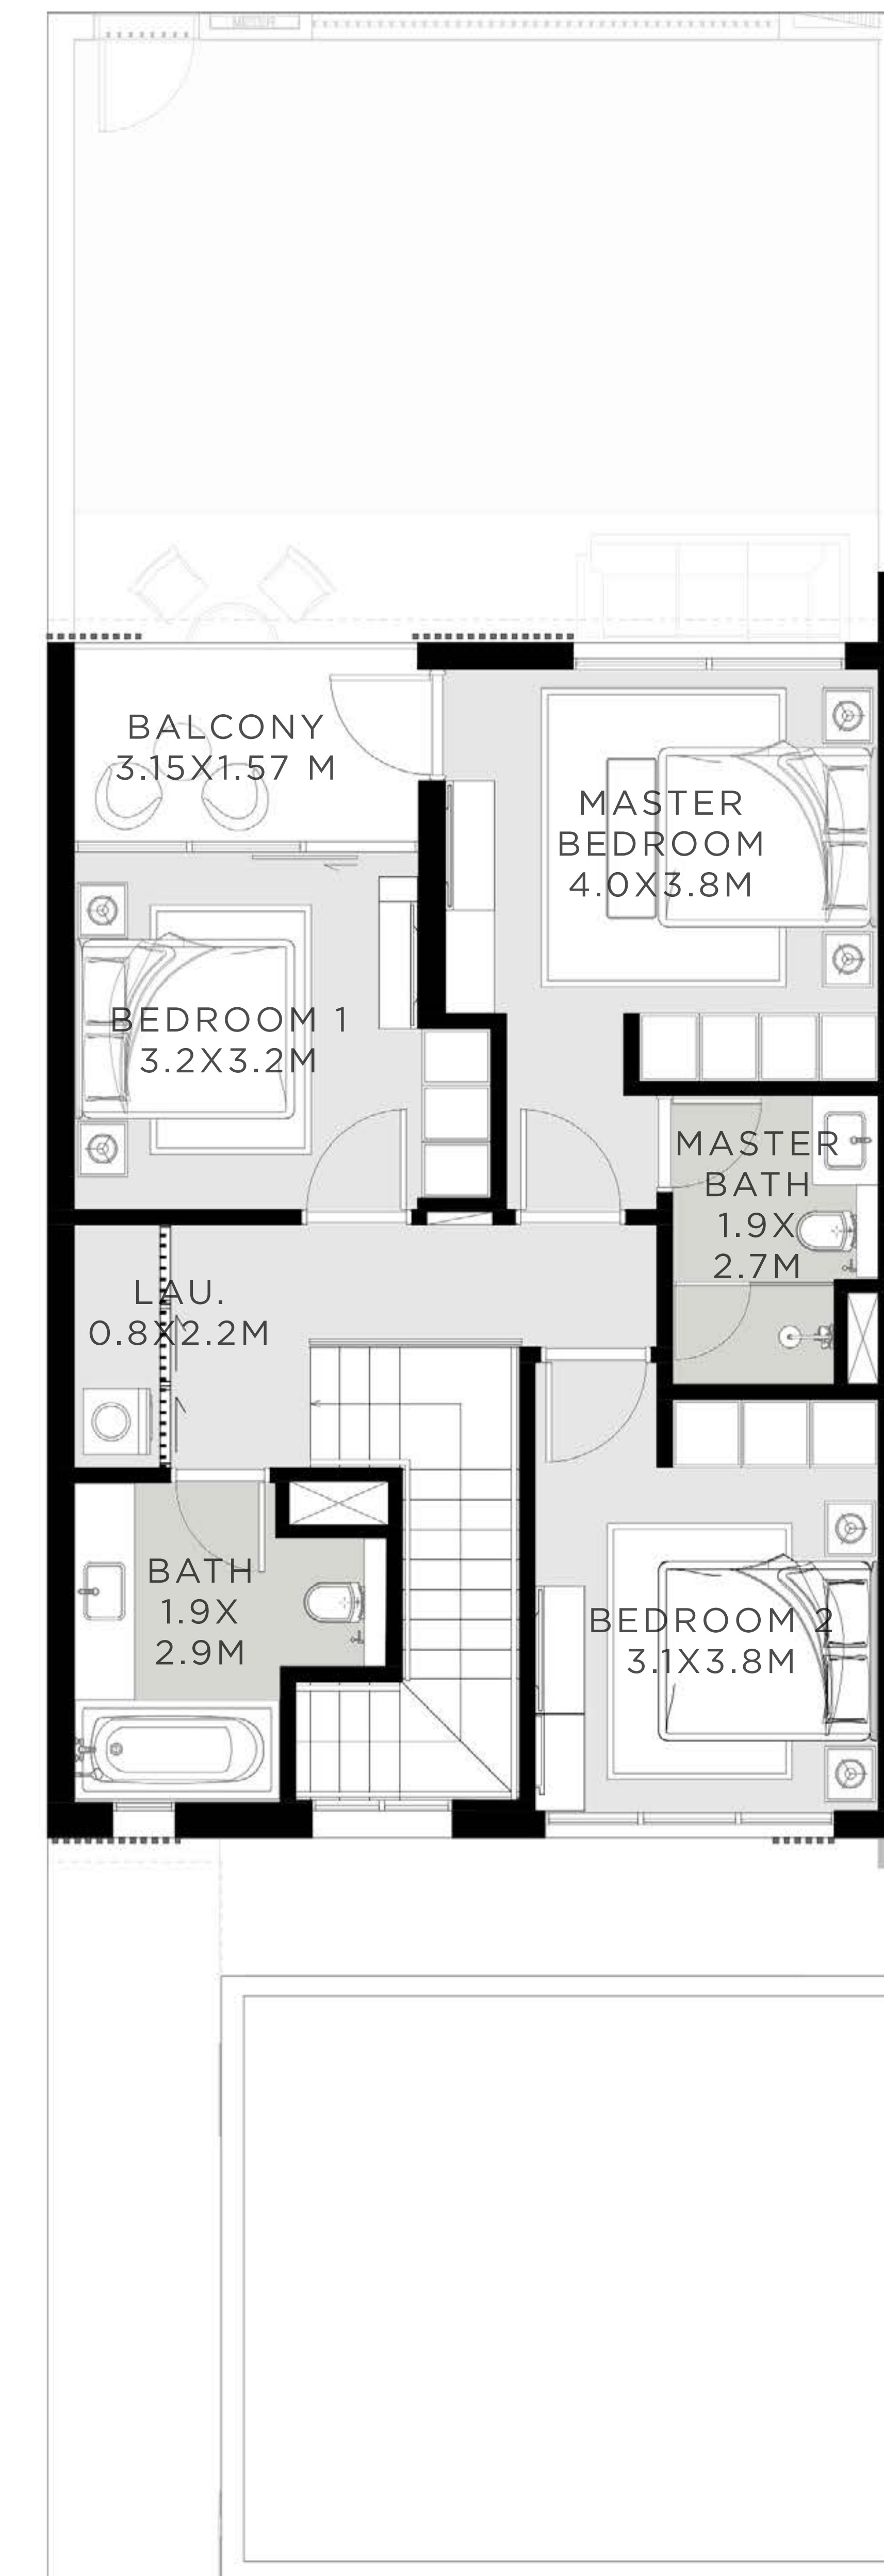 BALCONY
3.15X1.57 M
MASTER
BEDROOM
4.0X3.8M
BEDROOM 1
3.2X3.2M
MASTER
BATH
1.9X
2.7M
LAU.
0.8X2.2M
BATH
1.9X
2.9M
BEDROOM 2
3.1X3.8M